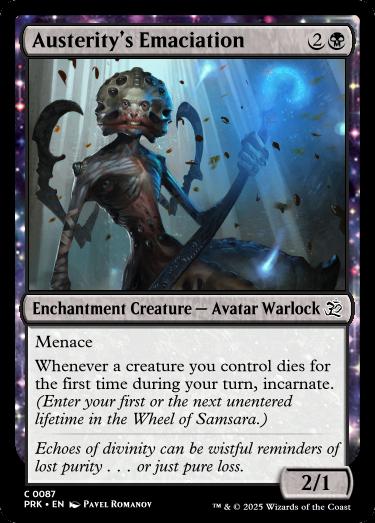 Austerity's Emaciation 2
Enchantment Creature — Avatar Warlock
Menace
Whenever a creature you control dies for
the first time during your turn, incarnate.
(Enter your first or the next unentered
lifetime in the Wheel of Samsara.)
Echoes of divinity can be wistful reminders of
lost purity . . . or just pure loss.
2/1
C 0087
PRK • EN Pavel Romanov
™ & © 2025 Wizards of the Coast